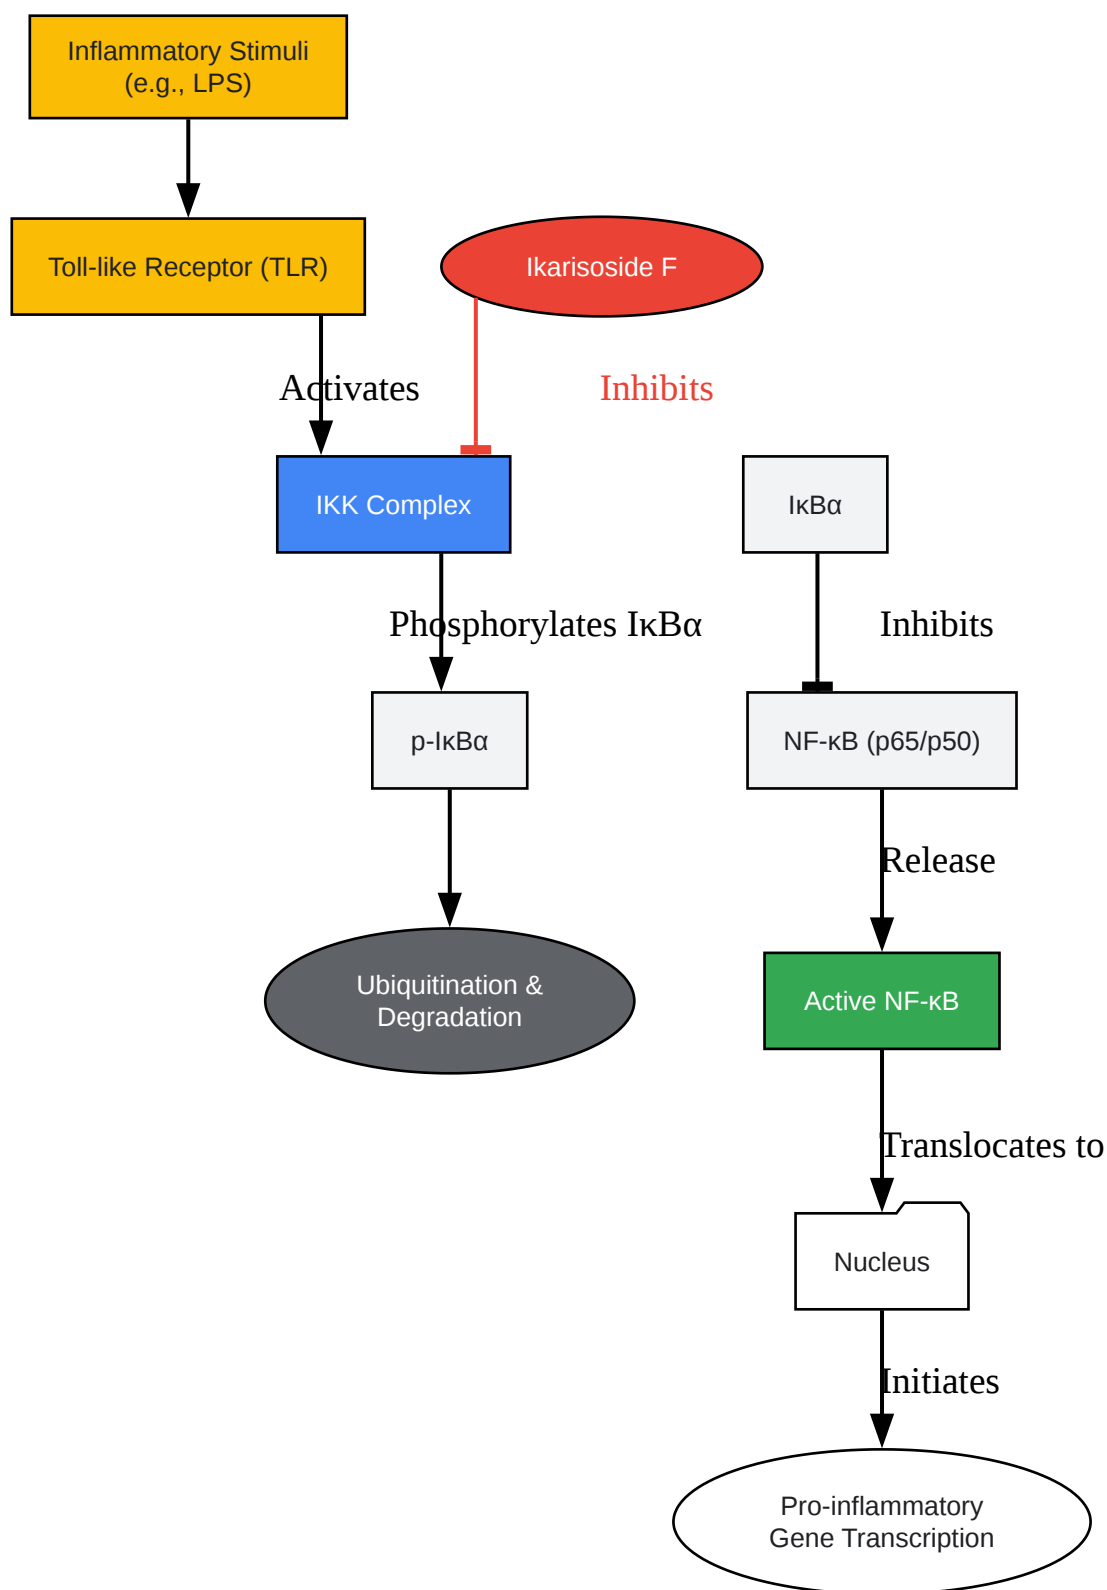 Inflammatory Stimuli
(e.g., LPS)
Toll-like Receptor (TLR)
Ikarisoside F
Activates
Inhibits
IKK Complex
IκBα
Phosphorylates IκBα
Inhibits
p-IκBα
NF-κB (p65/p50)
Release
Ubiquitination &
Degradation
Active NF-κB
Translocates to
Nucleus
Initiates
Pro-inflammatory
Gene Transcription